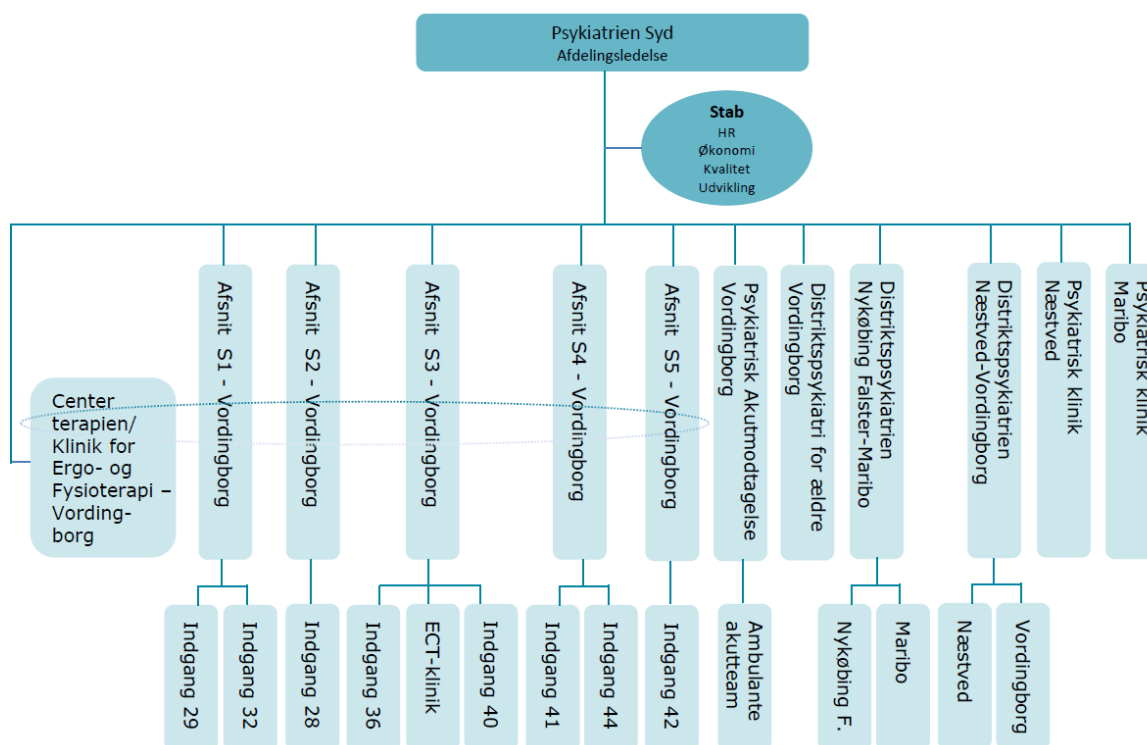 Psykiatrien Syd
Afdelingsledelse
Stab
HR
Økonomi
Kvalitet
Udvikling
Center
terapien/
Klinik for
Ergo- og
Fysioterapi –
Vording-
borg
Afsnit S1 - Vordingborg
Afsnit S2 - Vordingborg
Afsnit S3 - Vordingborg
Afsnit S4 - Vordingborg
Afsnit S5 - Vordingborg
Psykiatrisk Akutmodtagelse
Vordingborg
Distriktspsykiatri for ældre
Vordingborg
Distriktspsykiatrien
Nykøbing Falster-Maribo
Distriktspsykiatrien
Næstved-Vordingborg
Psykiatrisk klinik
Næstved
Psykiatrisk klinik
Maribo
Indgang 29
Indgang 32
Indgang 28
Indgang 36
ECT-klinik
Indgang 40
Indgang 41
Indgang 44
Indgang 42
Ambulante
akutteam
Nykøbing F.
Maribo
Næstved
Vordingborg